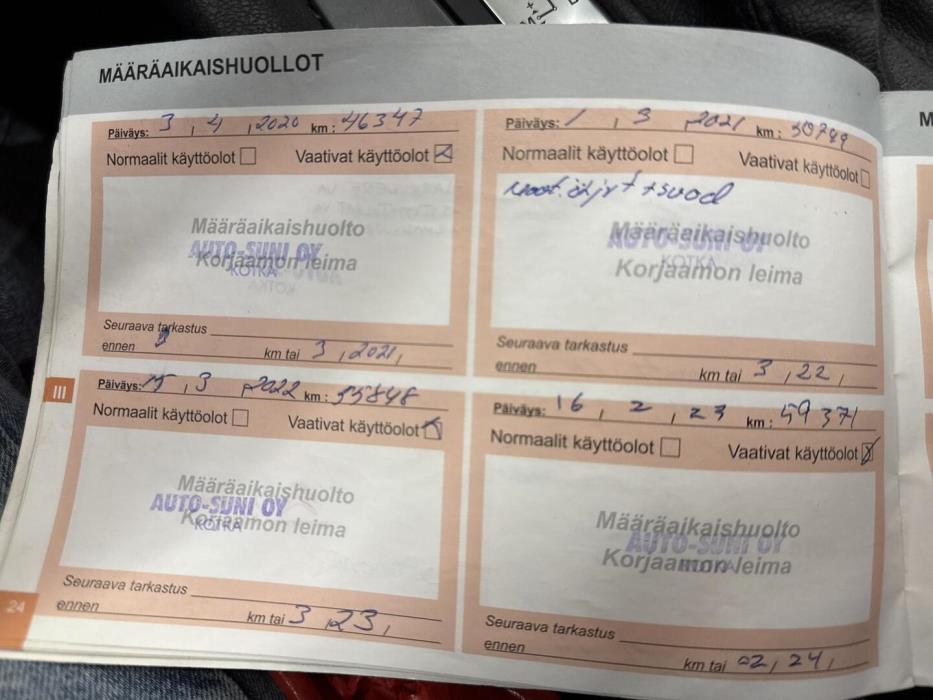 MÄÄRÄAIKAISHUOLLOT
M
Päiväys: 3 , 4 , 2020 km : 46347
Normaalit käyttöolot Vaativat käyttöolot
Määräaikaishuolto
AUTO-SUNI OY
Korjaamon leima
KOTKA
Seuraava tarkastus
ennen km tai 3 , 2021,
Päiväys: 1 , 3 , 2021 km :
Normaalit käyttöolot Vaativat käyttöolot
öljyt + suod
Määräaikaishuolto
AUTO-SUNI OY
KOTKA
Korjaamon leima
Seuraava tarkastus
ennen km tai 3 , 22 ,
III
Päiväys: 15 , 3 , 2022 km : 55848
Normaalit käyttöolot Vaativat käyttöolot
Määräaikaishuolto
AUTO-SUNI OY
Korjaamon leima
KOTKA
Seuraava tarkastus
ennen km tai 3 , 23 ,
Päiväys: 16 , 2 , 23 km : 59371
Normaalit käyttöolot Vaativat käyttöolot
Määräaikaishuolto
AUTO-SUNI OY
Korjaamon leima
KOTKA
Seuraava tarkastus
ennen km tai 02 , 24 ,
24